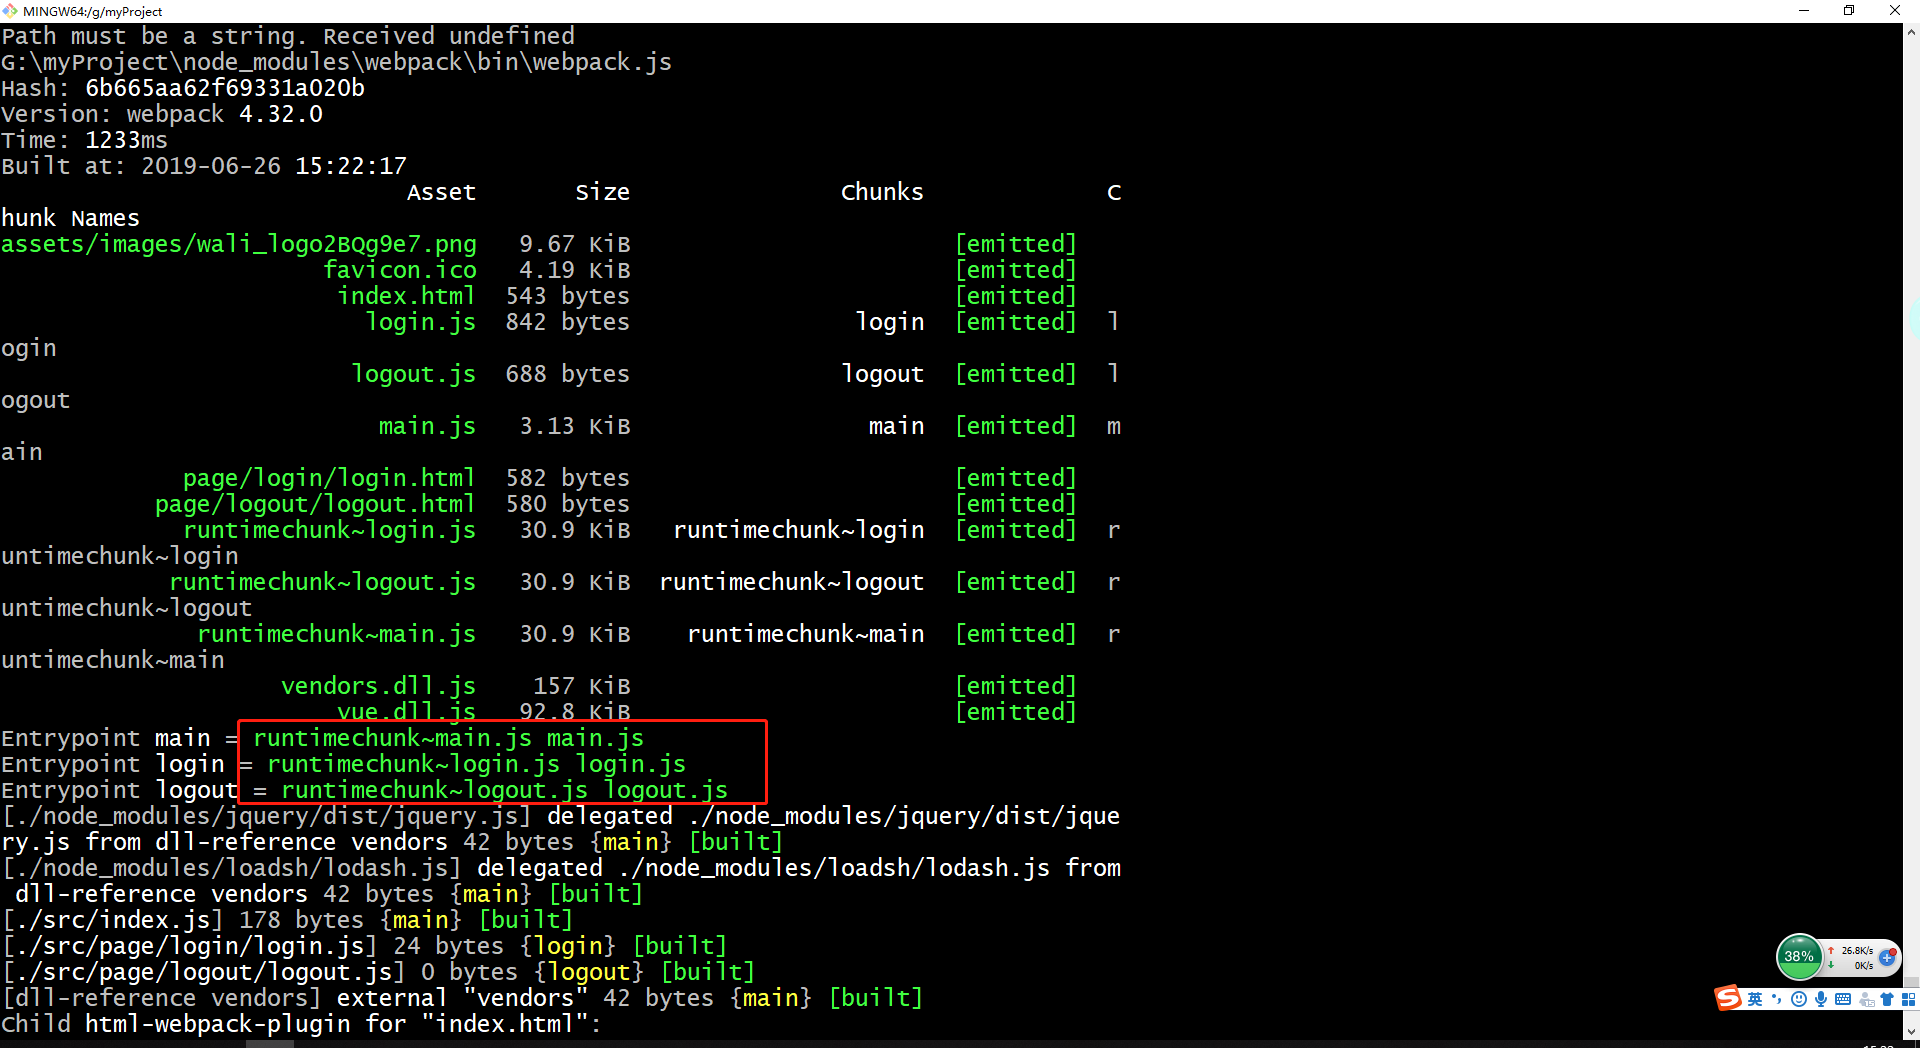 MINGW64:/g/myProject
Path must be a string. Received undefined
G:\myProject\node_modules\webpack\bin\webpack.js
Hash: 6b665aa62f69331a020b
Version: webpack 4.32.0
Time: 1233ms
Built at: 2019-06-26 15:22:17
Asset Size Chunks C
hunk Names
assets/images/wali_logo2BQg9e7.png 9.67 KiB [emitted]
favicon.ico 4.19 KiB [emitted]
index.html 543 bytes [emitted]
login.js 842 bytes login [emitted] l
ogin
logout.js 688 bytes logout [emitted] l
ogout
main.js 3.13 KiB main [emitted] m
ain
page/login/login.html 582 bytes [emitted]
page/logout/logout.html 580 bytes [emitted]
runtimechunk~login.js 30.9 KiB runtimechunk~login [emitted] r
untimechunk~login
runtimechunk~logout.js 30.9 KiB runtimechunk~logout [emitted] r
untimechunk~logout
runtimechunk~main.js 30.9 KiB runtimechunk~main [emitted] r
untimechunk~main
vendors.dll.js 157 KiB [emitted]
vue.dll.js 92.8 KiB [emitted]
Entrypoint main = runtimechunk~main.js main.js
Entrypoint login = runtimechunk~login.js login.js
Entrypoint logout = runtimechunk~logout.js logout.js
[./node_modules/jquery/dist/jquery.js] delegated ./node_modules/jquery/dist/jque
ry.js from dll-reference vendors 42 bytes {main} [built]
[./node_modules/loadsh/lodash.js] delegated ./node_modules/loadsh/lodash.js from
dll-reference vendors 42 bytes {main} [built]
[./src/index.js] 178 bytes {main} [built]
[./src/page/login/login.js] 24 bytes {login} [built]
[./src/page/logout/logout.js] 0 bytes {logout} [built]
[dll-reference vendors] external "vendors" 42 bytes {main} [built]
Child html-webpack-plugin for "index.html":
38%
26.8K/s
0K/s
英